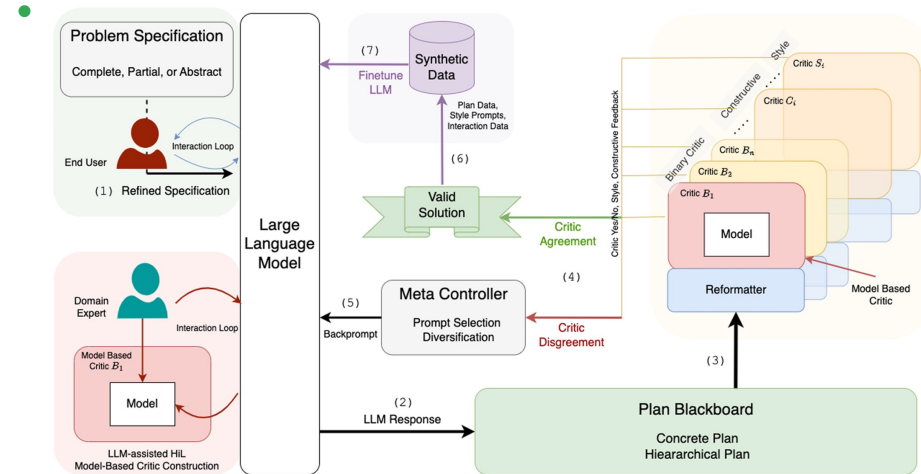 Problem Specification
Complete, Partial, or Abstract
End User
Interaction Loop
(1) Refined Specification
Large
Language
Model
Domain
Expert
Interaction Loop
Model Based
Critic B₁
Model
LLM-assisted HiL
Model-Based Critic Construction
(7)
Finetune
LLM
Synthetic
Data
Plan Data,
Style Prompts,
Interaction Data
(6)
Valid
Solution
Critic
Agreement
(4)
Critic
Disgreement
Meta Controller
Prompt Selection
Diversification
(5)
Backprompt
(2)
LLM Response
Plan Blackboard
Concrete Plan
Hieararchical Plan
(3)
Critic Yes/No, Style, Constructive Feedback
Binary Critic
Constructive
Style
Critic Sᵢ
Critic Cᵢ
Critic Bₙ
Critic B₂
Critic B₁
Model
Reformatter
Model Based
Critic